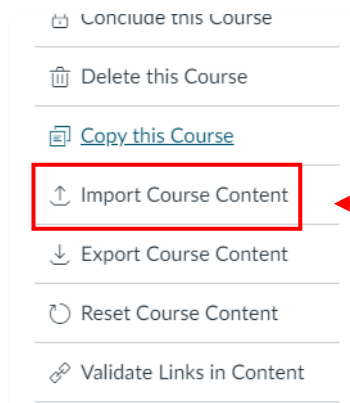 Conclude this Course
Delete this Course
Copy this Course
Import Course Content
Export Course Content
Reset Course Content
Validate Links in Content